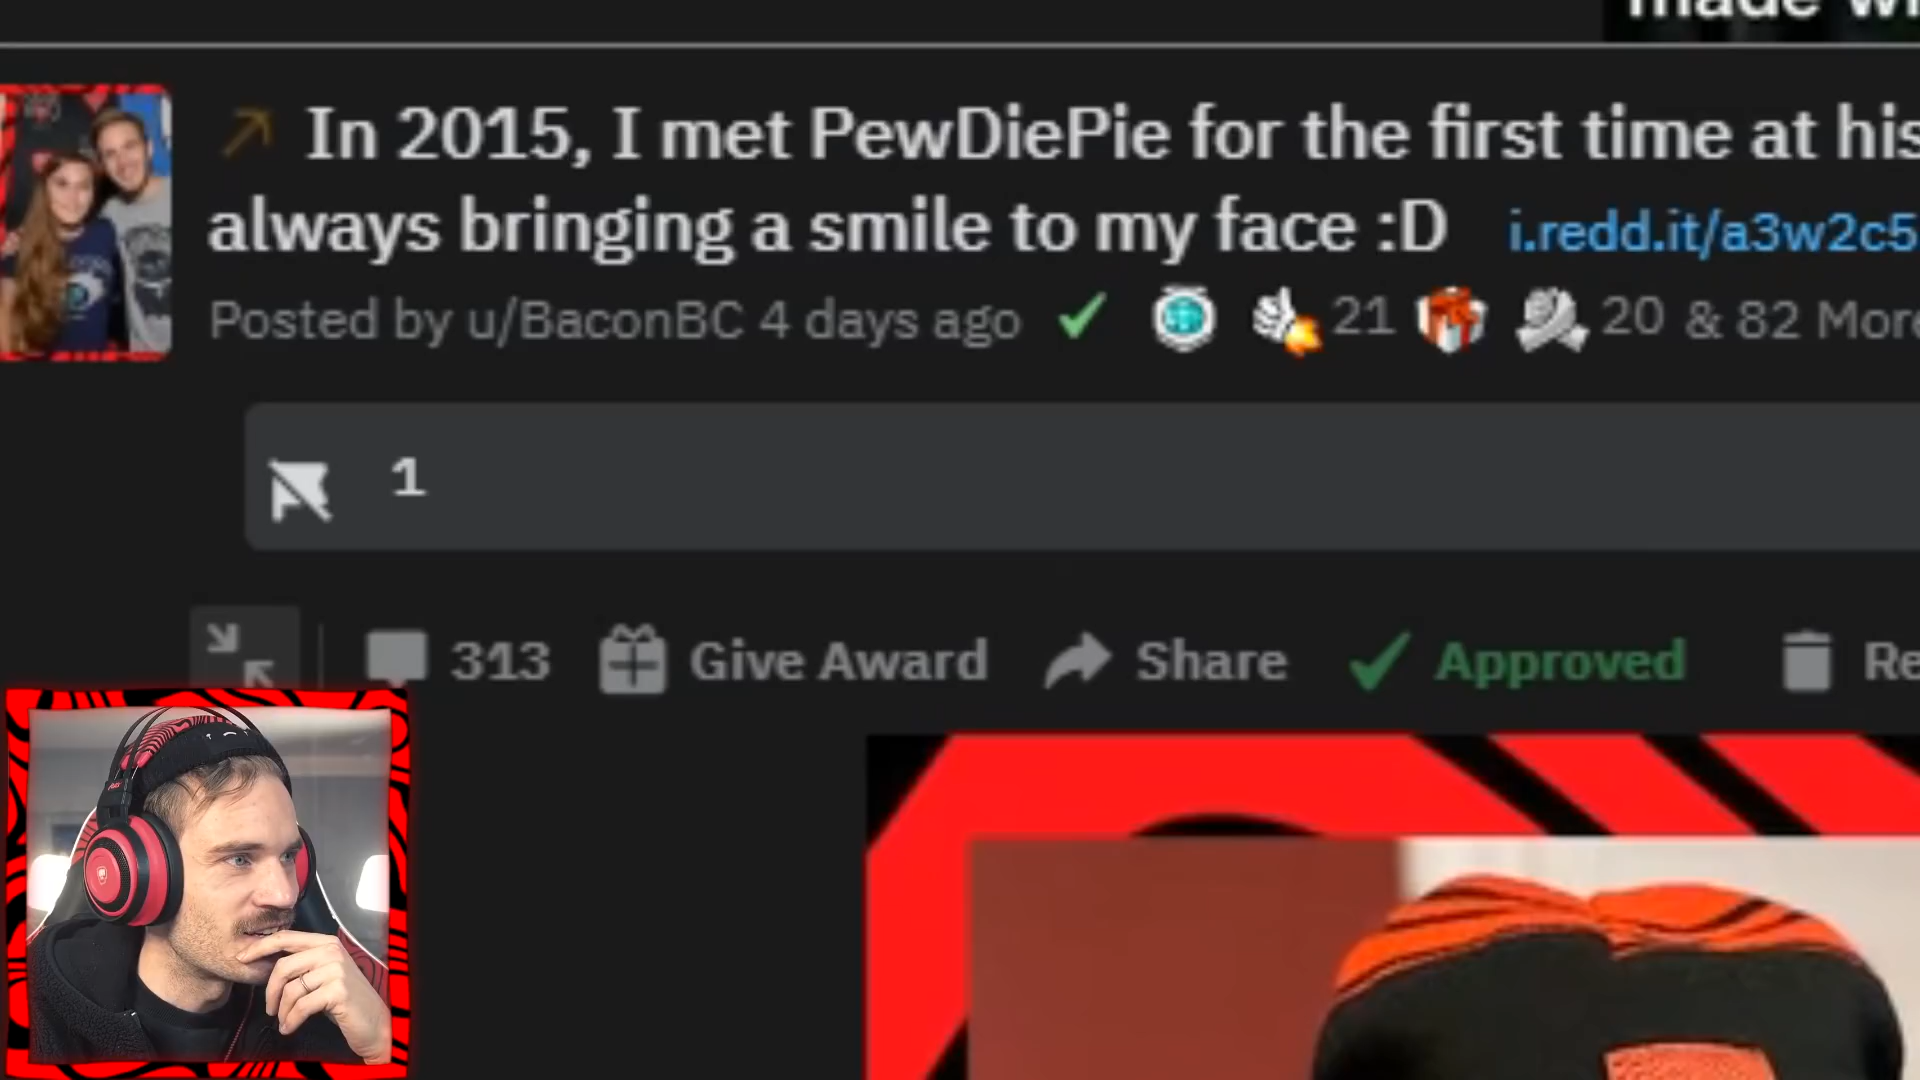 In 2015, I met PewDiePie for the first time at his
always bringing a smile to my face :D i.redd.it/a3w2c5
Posted by u/BaconBC 4 days ago 21 20 & 82 More
1
313 Give Award Share Approved Re